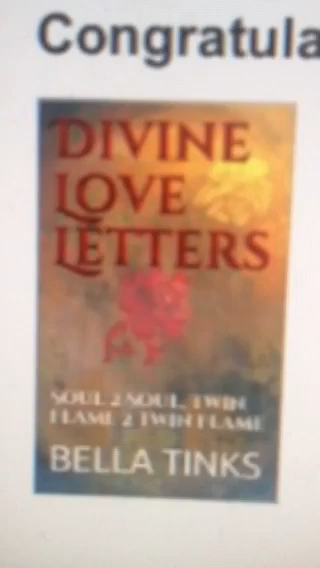 Congratula
DIVINE
LOVE
LETTERS
SOUL 2 SOUL, TWIN
FLAME 2 TWIN FLAME
BELLA TINKS